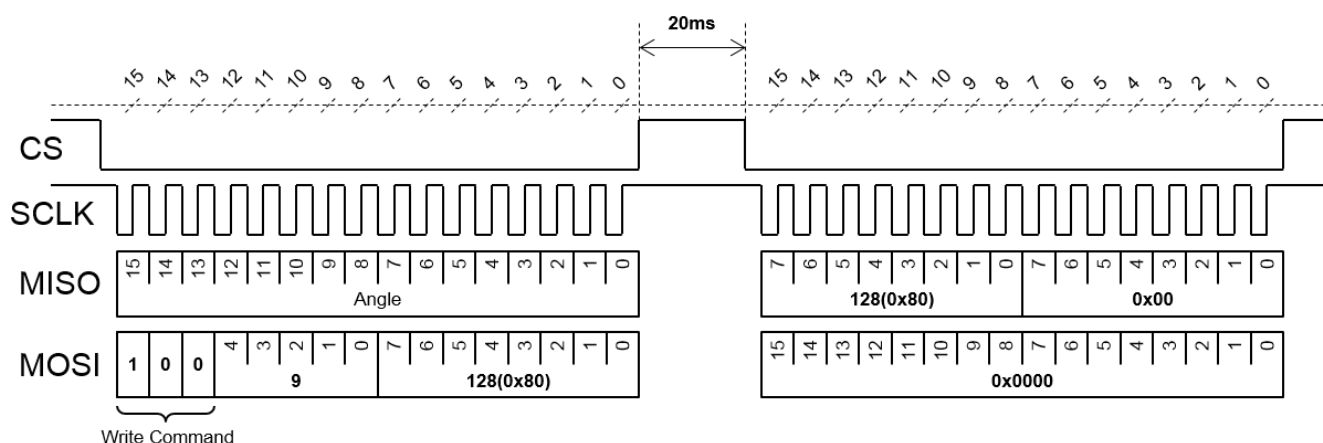 20ms
15 14 13 12 11 10 9 8 7 6 5 4 3 2 1 0 15 14 13 12 11 10 9 8 7 6 5 4 3 2 1 0
CS
SCLK
MISO
15 14 13 12 11 10 9 8 7 6 5 4 3 2 1 0 7 6 5 4 3 2 1 0 7 6 5 4 3 2 1 0
Angle 128(0x80) 0x00
MOSI
1 0 0 4 3 2 1 0 7 6 5 4 3 2 1 0 15 14 13 12 11 10 9 8 7 6 5 4 3 2 1 0
9 128(0x80) 0x0000
Write Command